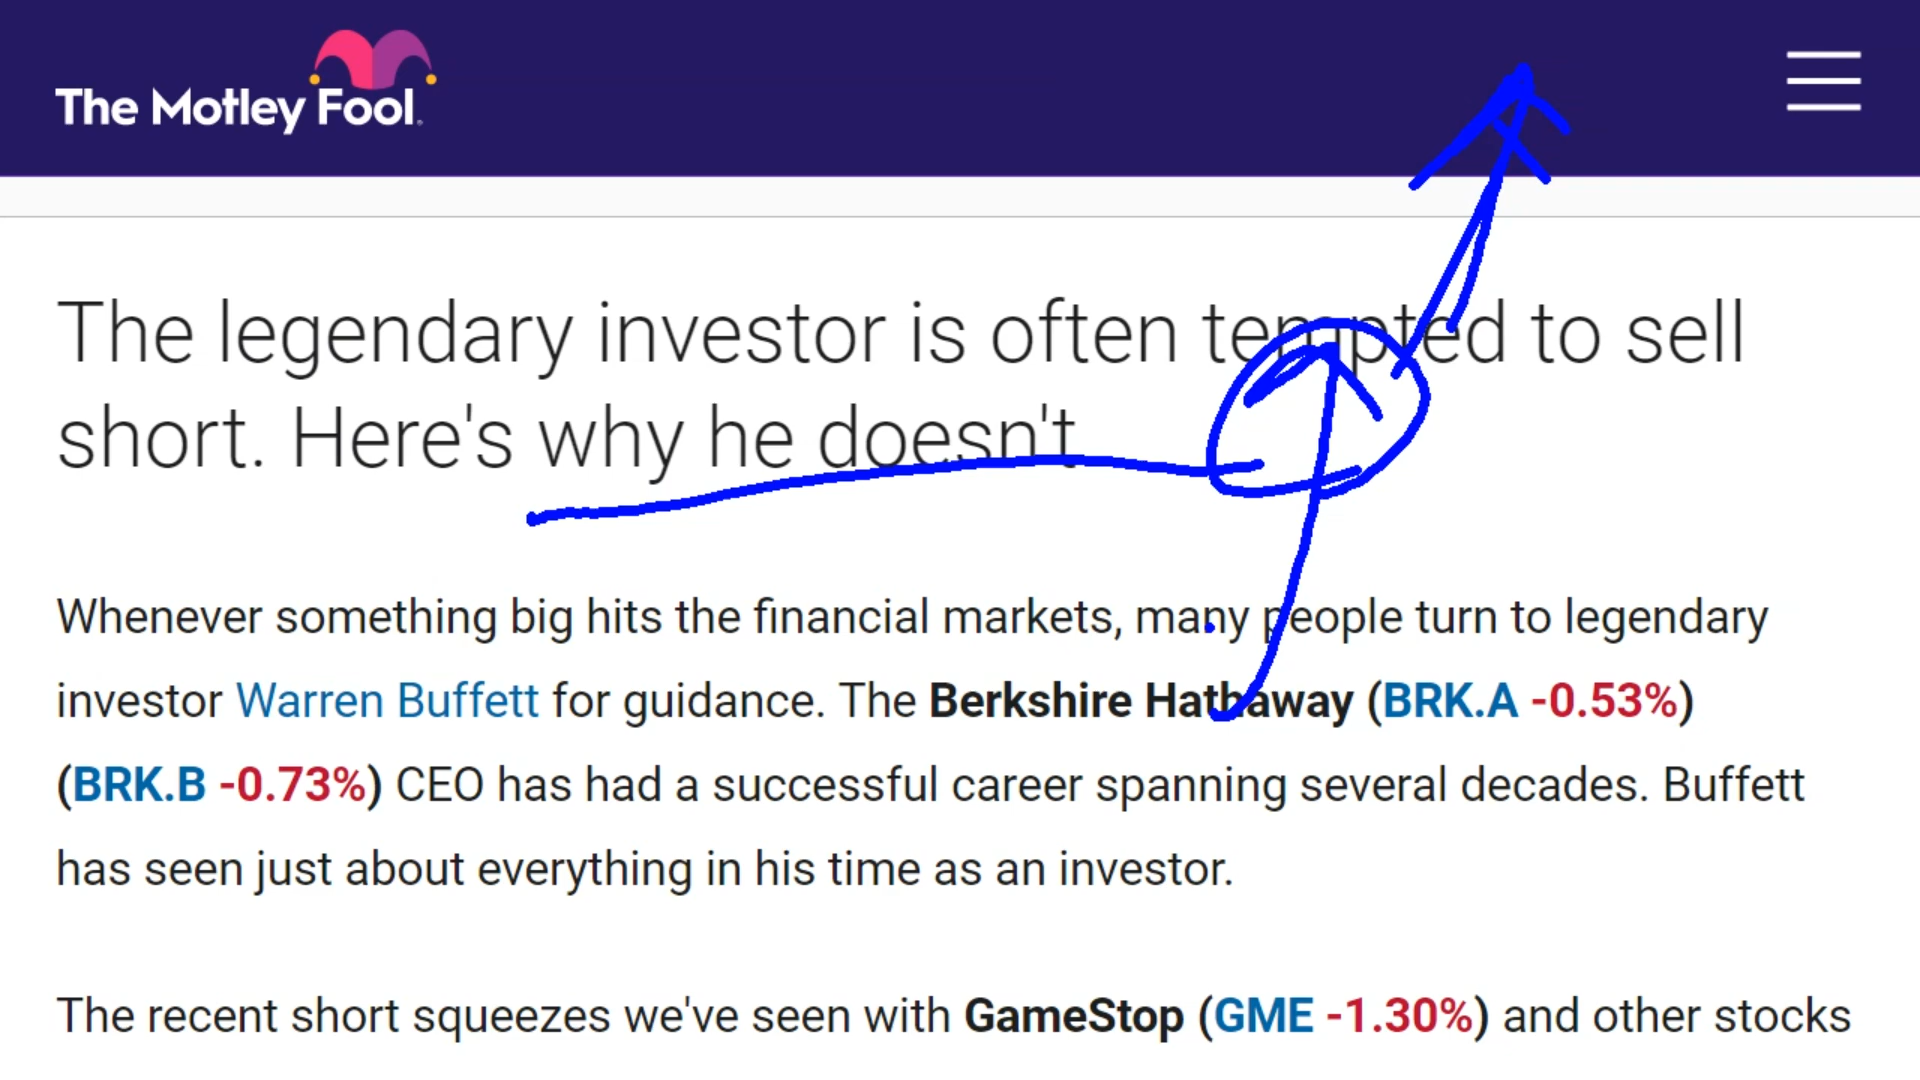 The Motley Fool.
The legendary investor is often tempted to sell
short. Here's why he doesn't
Whenever something big hits the financial markets, many people turn to legendary
investor Warren Buffett for guidance. The Berkshire Hathaway (BRK.A -0.53%)
(BRK.B -0.73%) CEO has had a successful career spanning several decades. Buffett
has seen just about everything in his time as an investor.
The recent short squeezes we've seen with GameStop (GME -1.30%) and other stocks